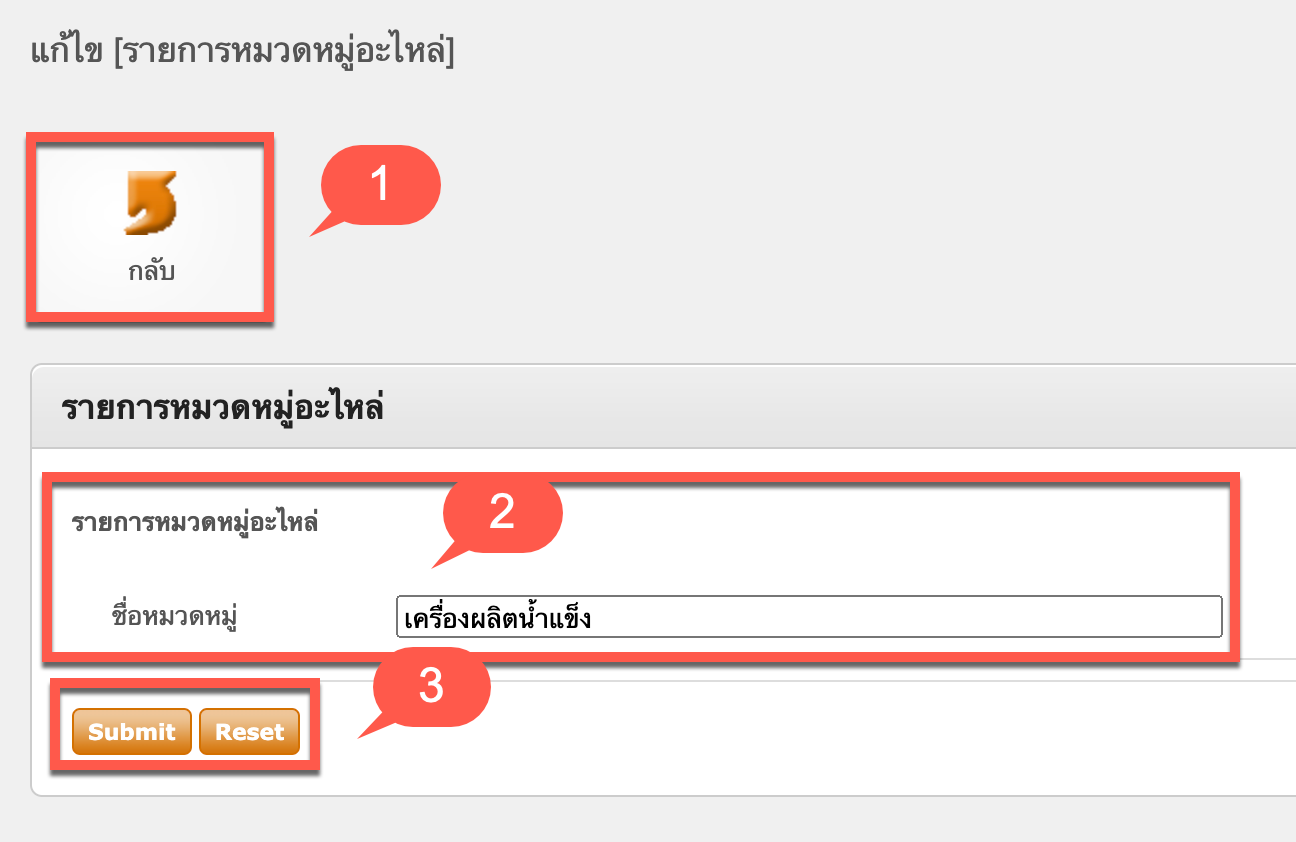 แก้ไข [รายการหมวดหมู่อะไหล่]
1
กลับ
รายการหมวดหมู่อะไหล่
2
รายการหมวดหมู่อะไหล่
ชื่อหมวดหมู่ เครื่องผลิตน้ำแข็ง
3
Submit Reset